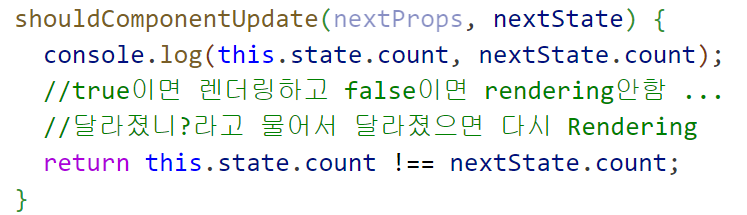 shouldComponentUpdate(nextProps, nextState) {
  console.log(this.state.count, nextState.count);
  //true이면 렌더링하고 false이면 rendering안함 ...
  //달라졌니?라고 물어서 달라졌으면 다시 Rendering
  return this.state.count !== nextState.count;
}